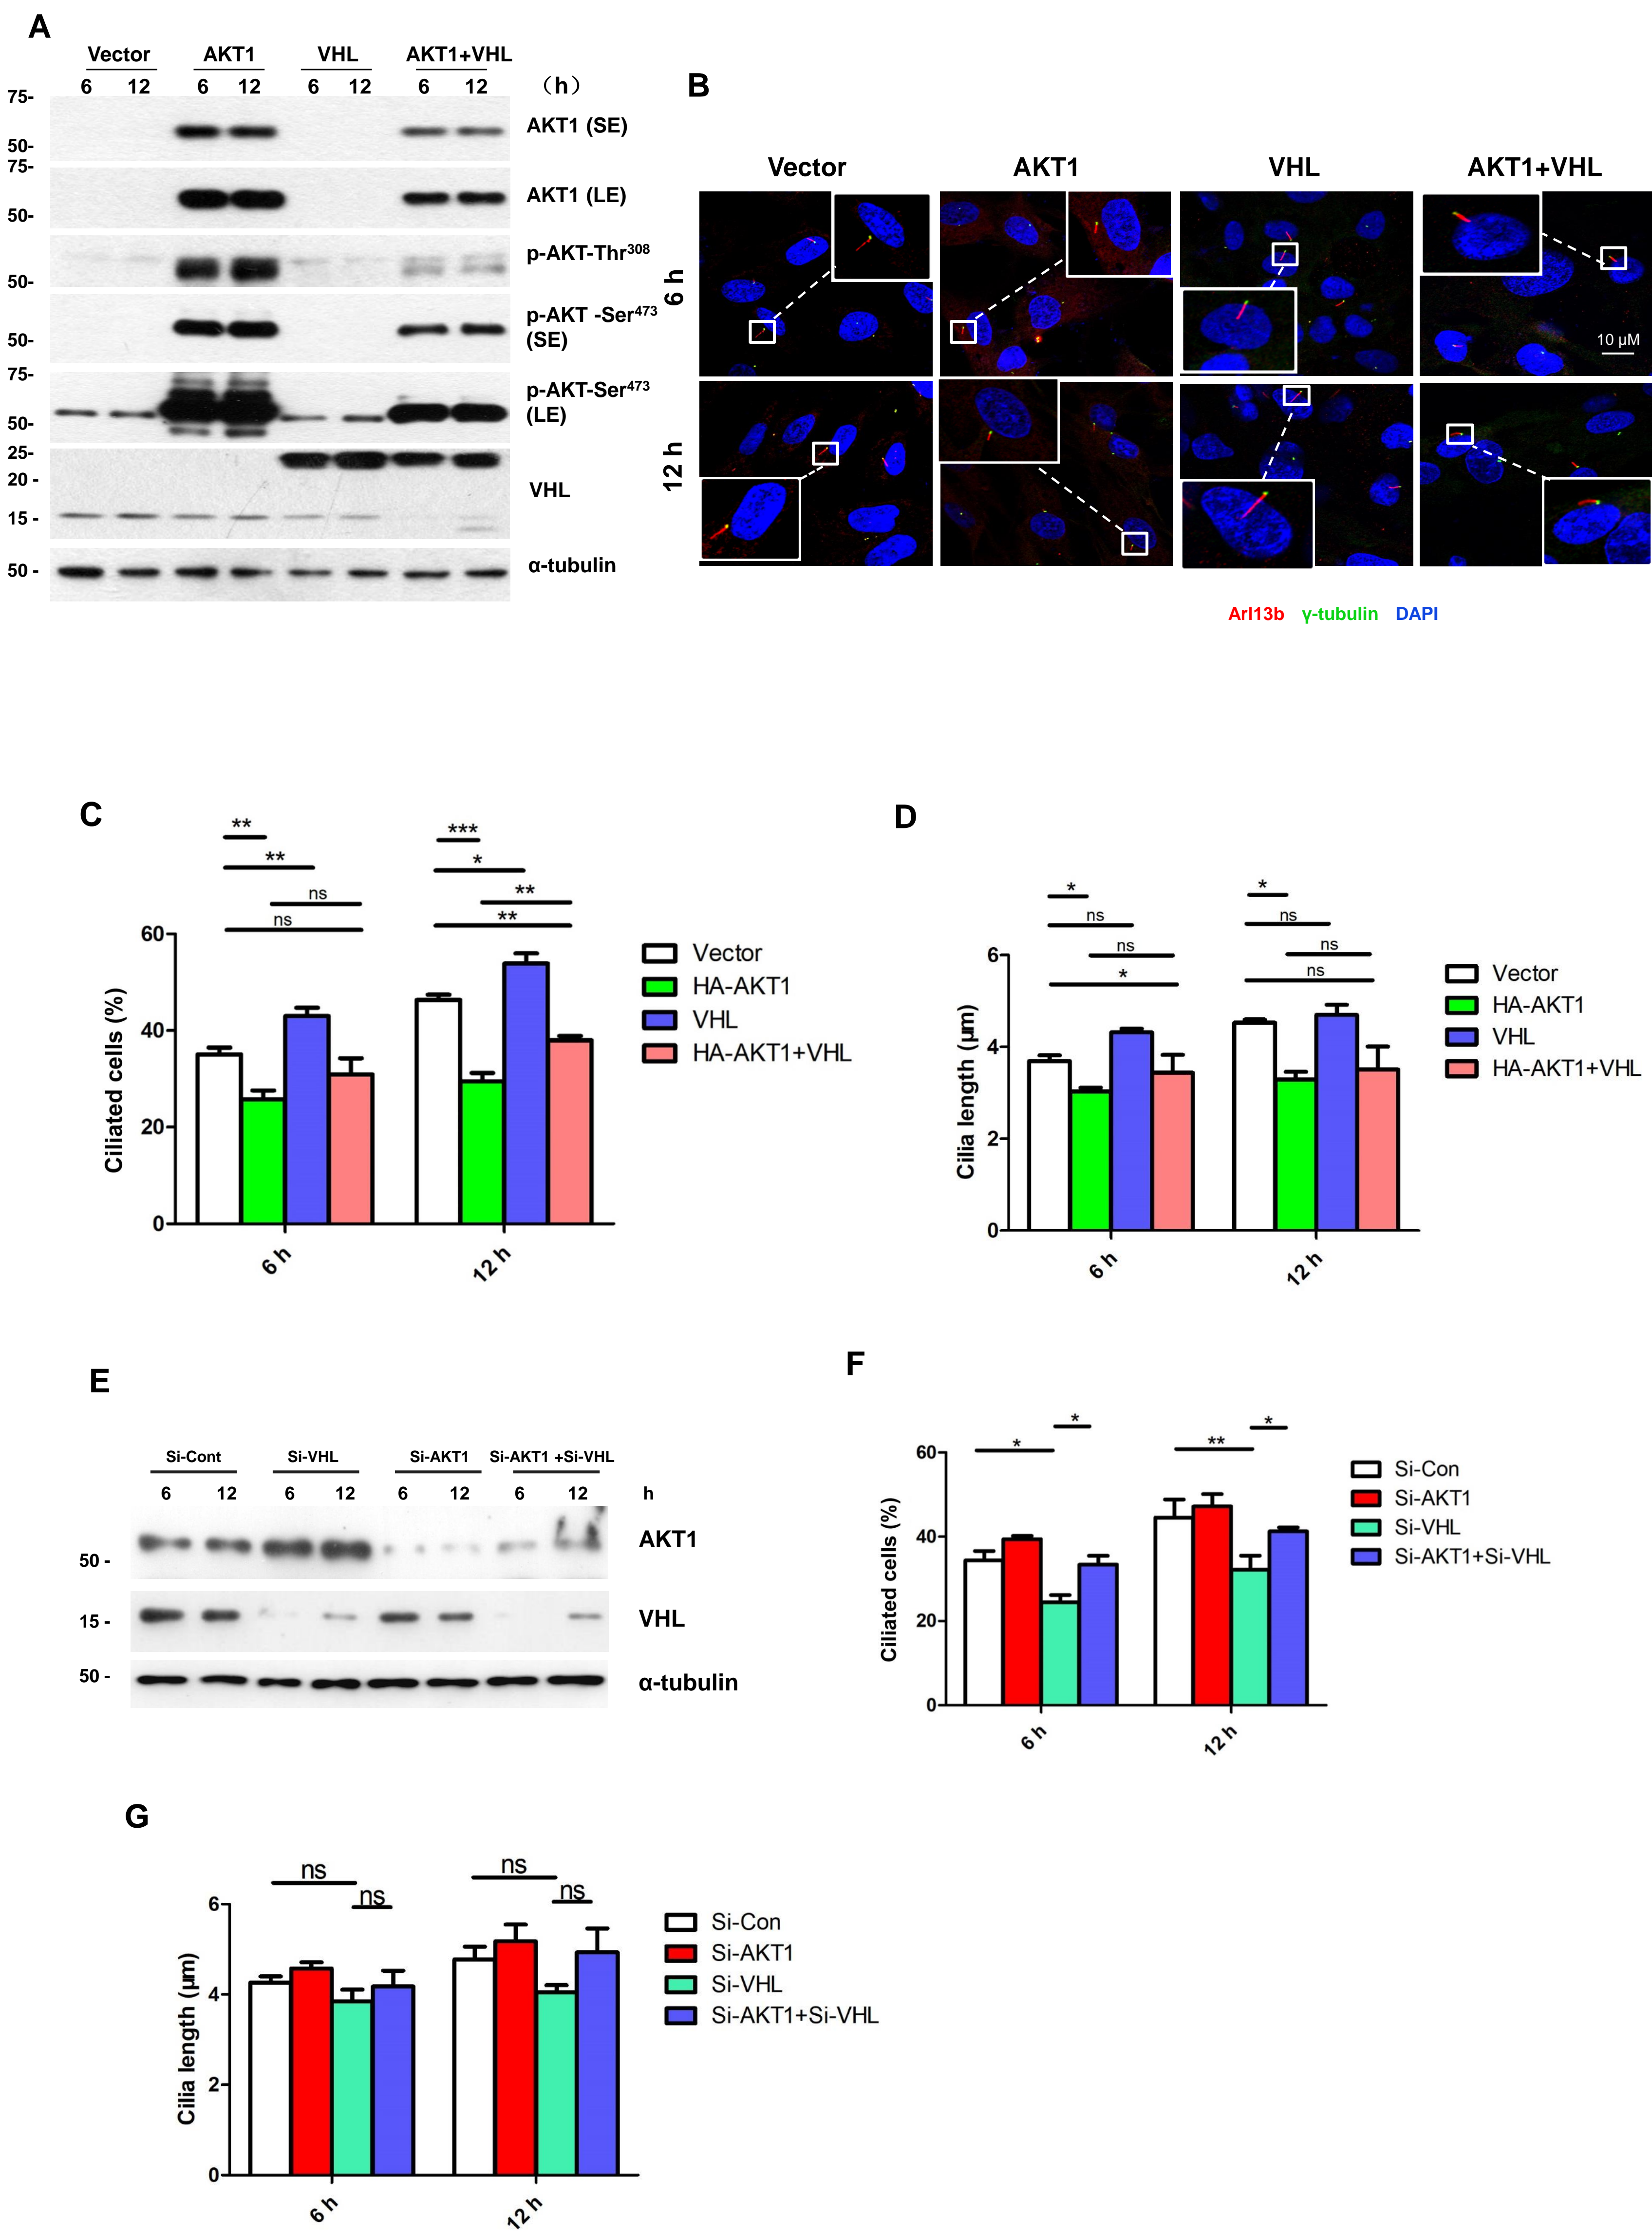 A
Vector AKT1 VHL AKT1+VHL
6 12 6 12 6 12 6 12 （h）
75-
AKT1 (SE)
50-
75-
AKT1 (LE)
50-
p-AKT-Thr308
50-
p-AKT -Ser473
(SE)
50-
75-
p-AKT-Ser473
(LE)
50-
25-
20 -
VHL
15 -
50 -
α-tubulin
B
Vector AKT1 VHL AKT1+VHL
6 h
10 µM
12 h
Arl13b γ-tubulin DAPI
C
** ***
** *
ns **
ns **
60
40
20
0
Ciliated cells (%)
6 h 12 h
Vector
HA-AKT1
VHL
HA-AKT1+VHL
D
* *
ns ns
ns ns
* ns
6
4
2
0
Cilia length (µm)
6 h 12 h
Vector
HA-AKT1
VHL
HA-AKT1+VHL
E
Si-Cont Si-VHL Si-AKT1 Si-AKT1 +Si-VHL
6 12 6 12 6 12 6 12 h
AKT1
50 -
VHL
15 -
50 -
α-tubulin
F
* * ** *
60
40
20
0
Ciliated cells (%)
6 h 12 h
Si-Con
Si-AKT1
Si-VHL
Si-AKT1+Si-VHL
G
ns ns
ns ns
6
4
2
0
Cilia length (µm)
6 h 12 h
Si-Con
Si-AKT1
Si-VHL
Si-AKT1+Si-VHL